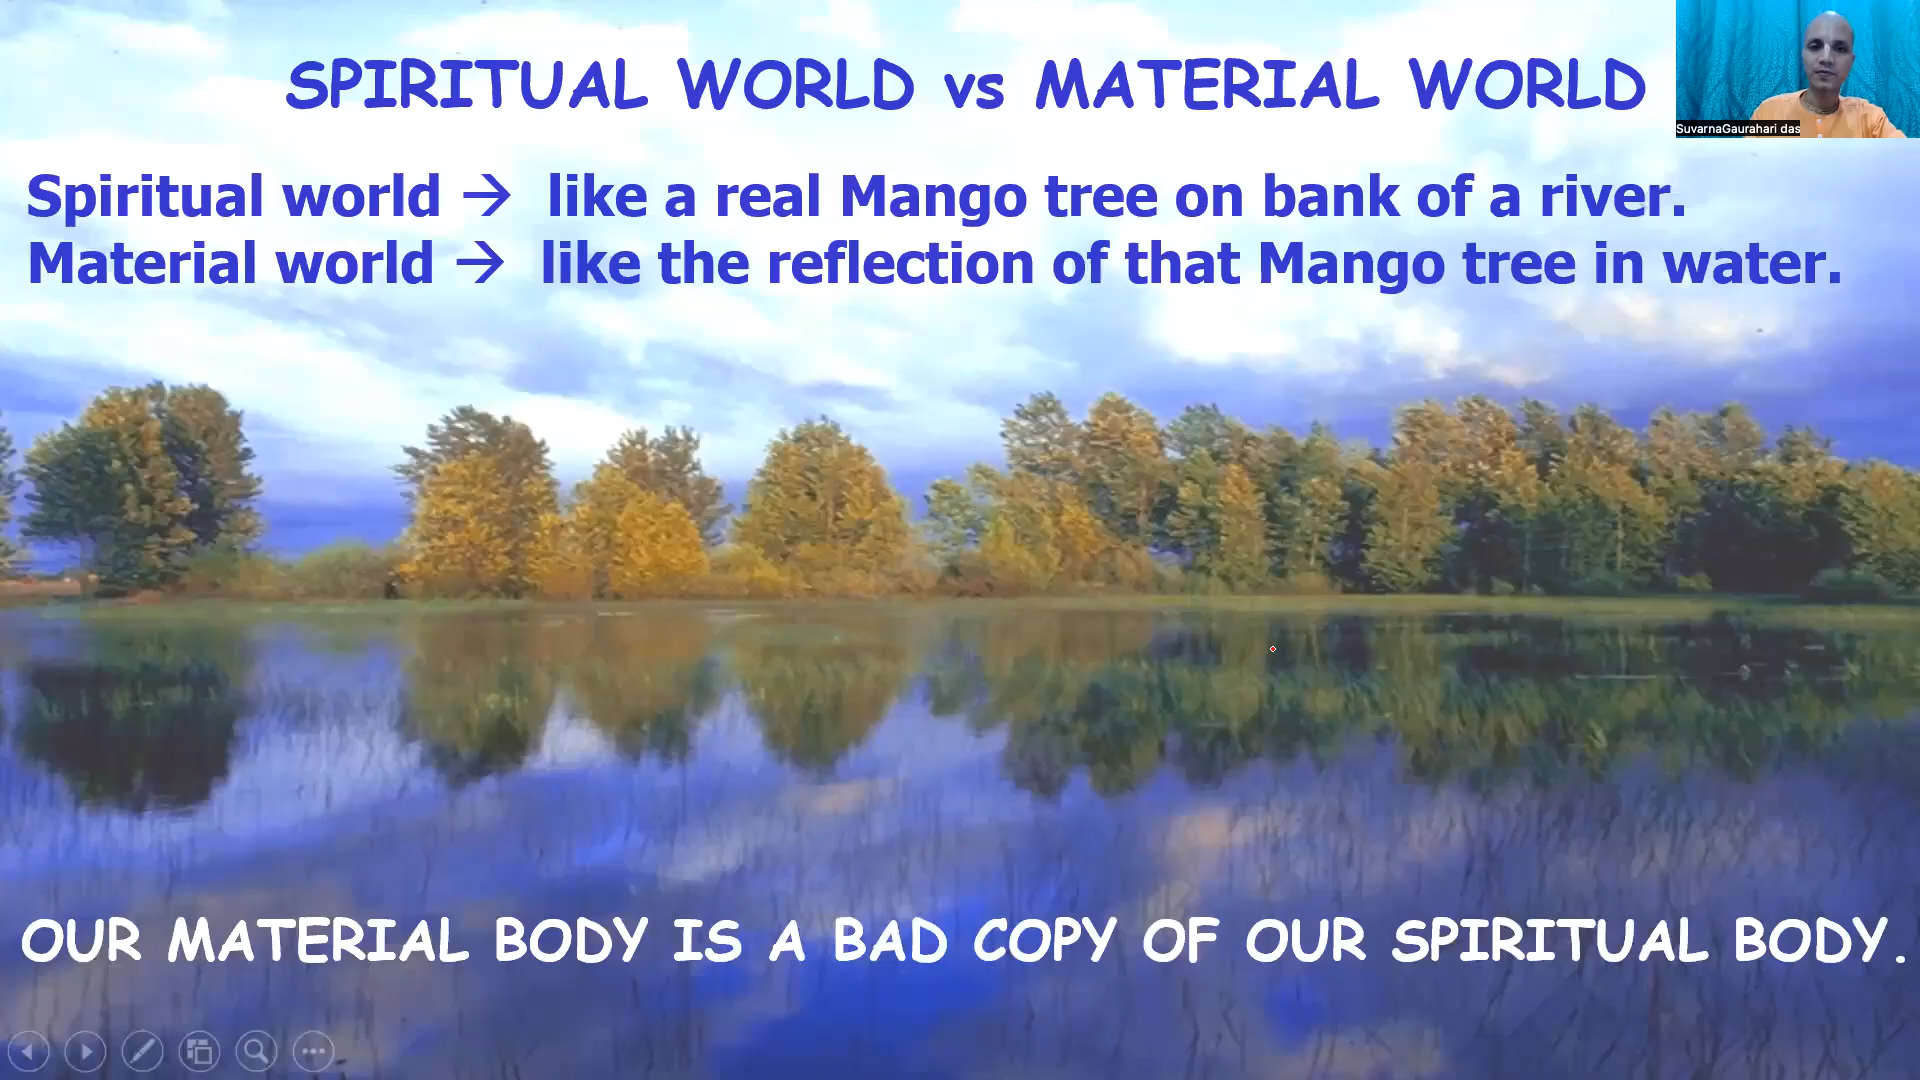 SPIRITUAL WORLD vs MATERIAL WORLD
SuvarnaGaurahari das
Spiritual world → like a real Mango tree on bank of a river.
Material world → like the reflection of that Mango tree in water.
OUR MATERIAL BODY IS A BAD COPY OF OUR SPIRITUAL BODY.